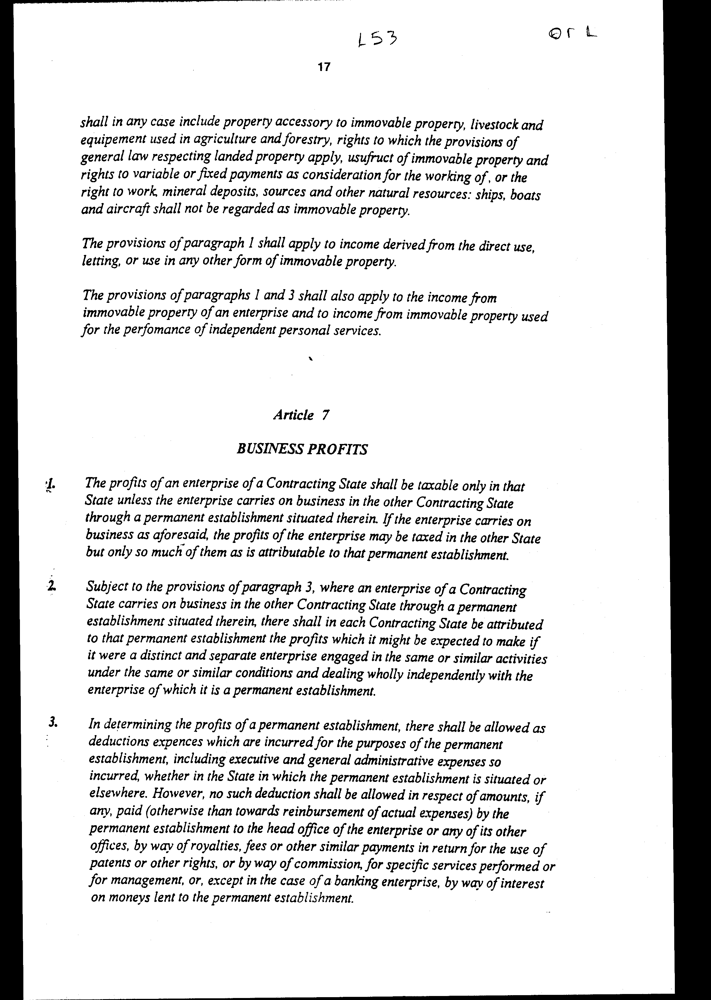 L53
17
shall in any case include property accessory to immovable property, livestock and
equipement used in agriculture and forestry, rights to which the provisions of
general law respecting landed property apply, usufruct of immovable property and
rights to variable or fixed payments as consideration for the working of, or the
right to work, mineral deposits, sources and other natural resources: ships, boats
and aircraft shall not be regarded as immovable property.
The provisions of paragraph 1 shall apply to income derived from the direct use,
letting, or use in any other form of immovable property.
The provisions of paragraphs 1 and 3 shall also apply to the income from
immovable property of an enterprise and to income from immovable property used
for the perfomance of independent personal services.
Article 7
BUSINESS PROFITS
1. The profits of an enterprise of a Contracting State shall be taxable only in that
State unless the enterprise carries on business in the other Contracting State
through a permanent establishment situated therein. If the enterprise carries on
business as aforesaid, the profits of the enterprise may be taxed in the other State
but only so much of them as is attributable to that permanent establishment.
2. Subject to the provisions of paragraph 3, where an enterprise of a Contracting
State carries on business in the other Contracting State through a permanent
establishment situated therein, there shall in each Contracting State be attributed
to that permanent establishment the profits which it might be expected to make if
it were a distinct and separate enterprise engaged in the same or similar activities
under the same or similar conditions and dealing wholly independently with the
enterprise of which it is a permanent establishment.
3. In determining the profits of a permanent establishment, there shall be allowed as
deductions expences which are incurred for the purposes of the permanent
establishment, including executive and general administrative expenses so
incurred, whether in the State in which the permanent establishment is situated or
elsewhere. However, no such deduction shall be allowed in respect of amounts, if
any, paid (otherwise than towards reinbursement of actual expenses) by the
permanent establishment to the head office of the enterprise or any of its other
offices, by way of royalties, fees or other similar payments in return for the use of
patents or other rights, or by way of commission, for specific services performed or
for management, or, except in the case of a banking enterprise, by way of interest
on moneys lent to the permanent establishment.